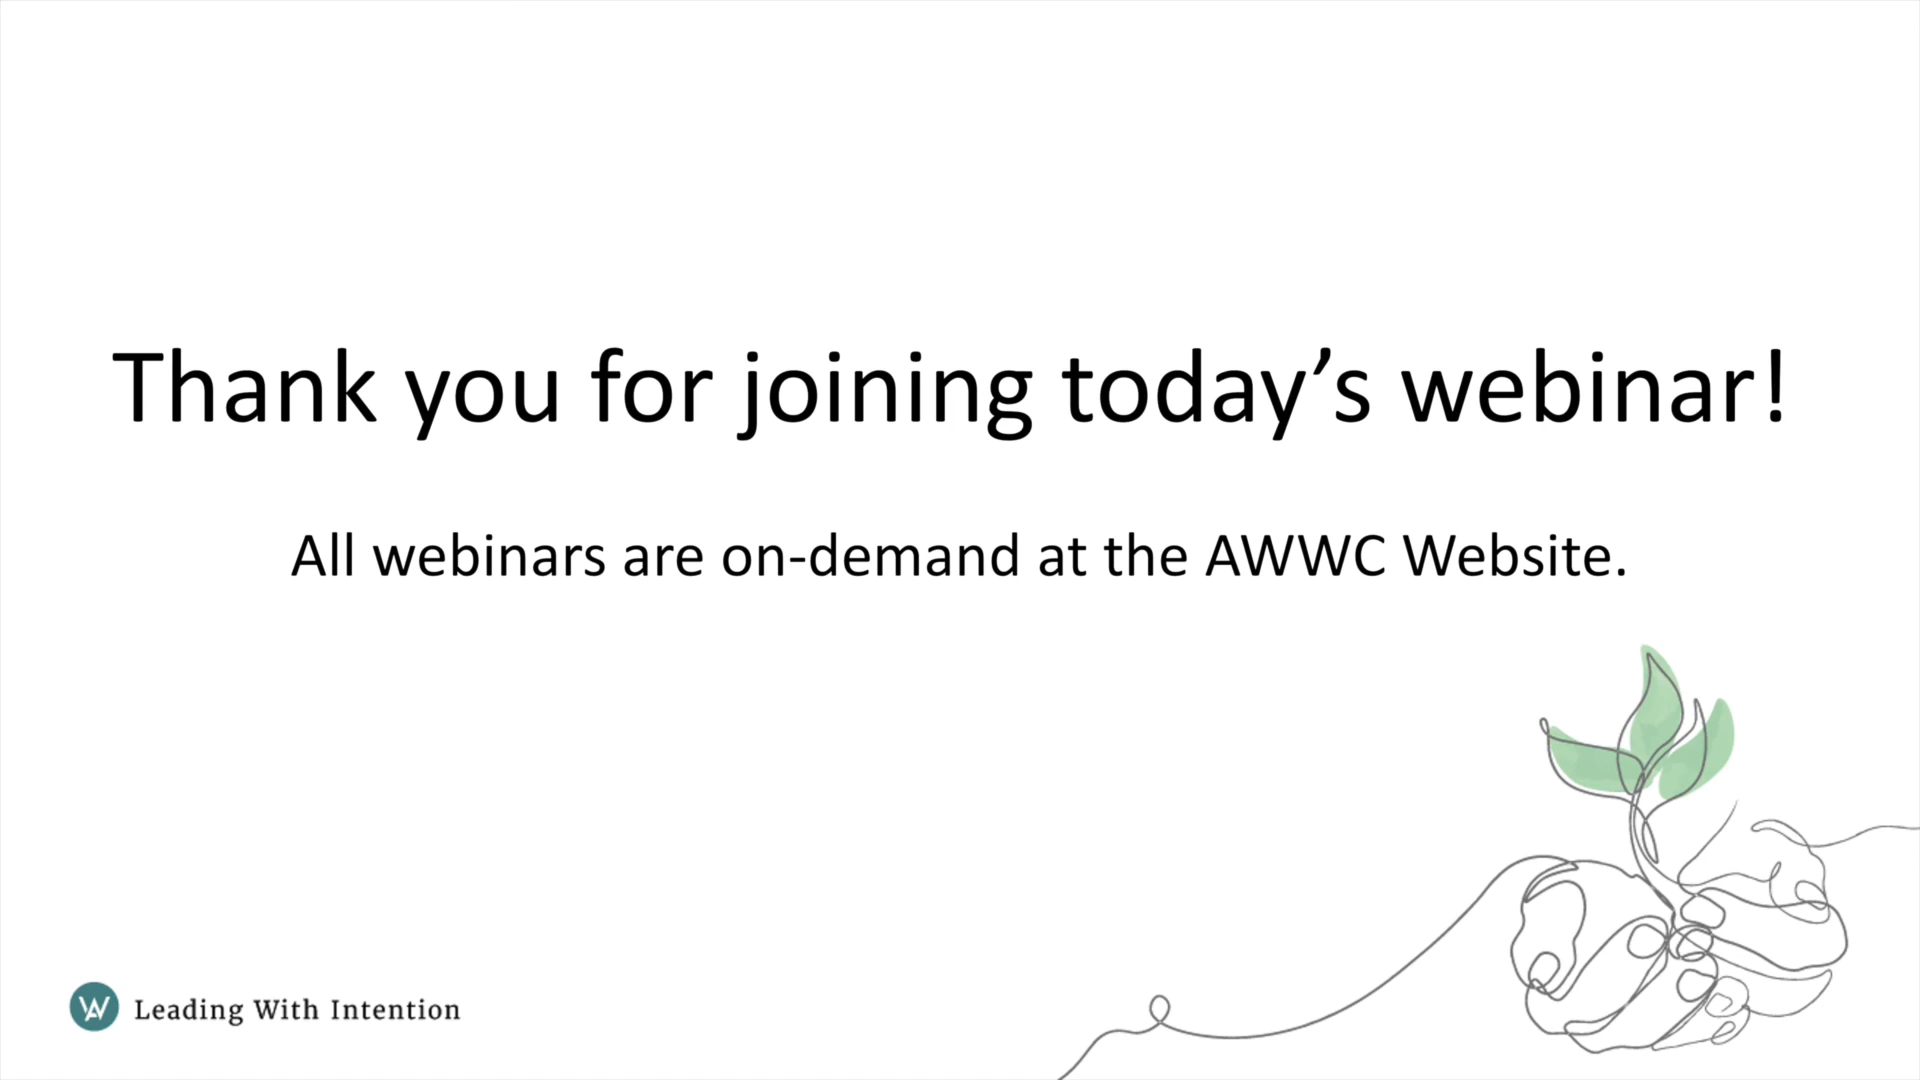 Thank you for joining today’s webinar!
All webinars are on-demand at the AWWC Website.
Leading With Intention